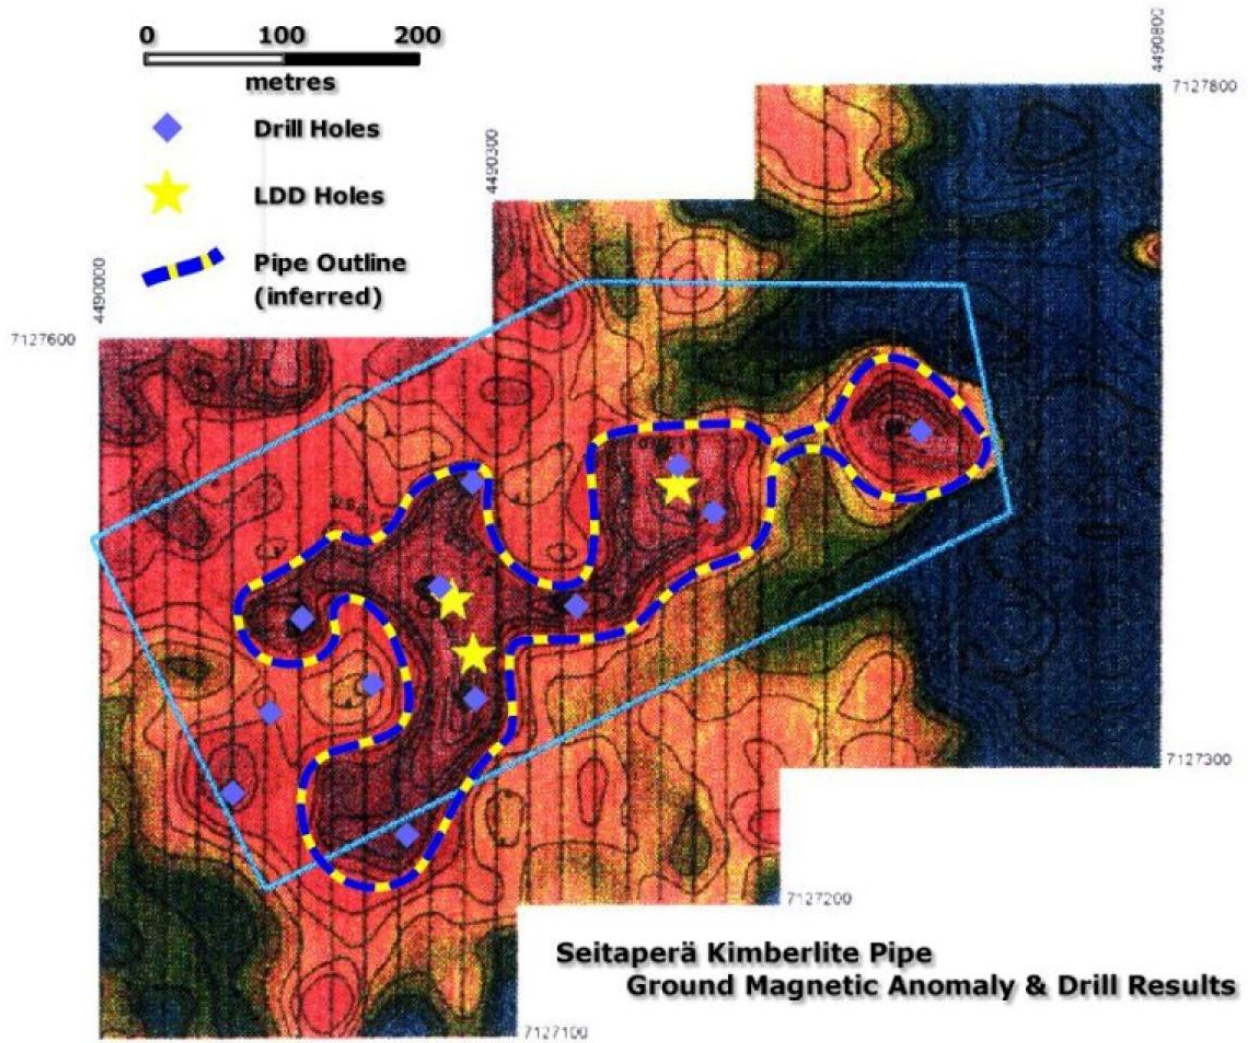 0 100 200
metres
Drill Holes
LDD Holes
Pipe Outline
(inferred)
4490000
4490300
4490800
7127800
7127600
7127300
7127200
7127100
Seitaperä Kimberlite Pipe
Ground Magnetic Anomaly & Drill Results